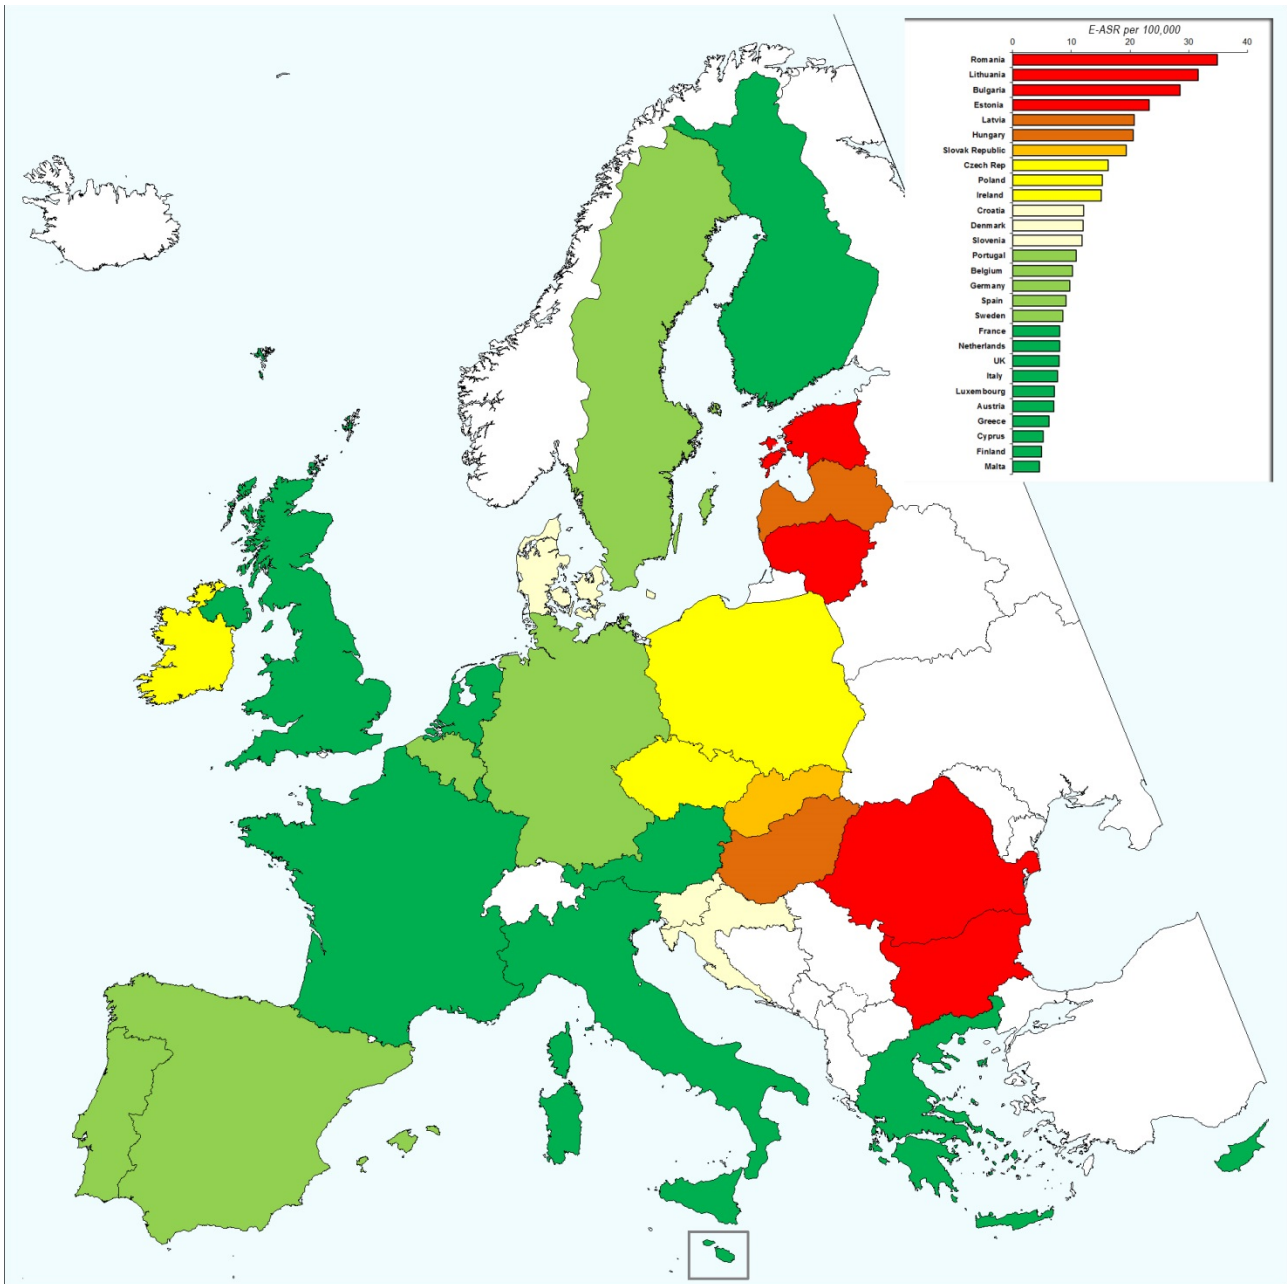 E-ASR per 100,000
0 10 20 30 40
Romania
Lithuania
Bulgaria
Estonia
Latvia
Hungary
Slovak Republic
Czech Rep
Poland
Ireland
Croatia
Denmark
Slovenia
Portugal
Belgium
Germany
Spain
Sweden
France
Netherlands
UK
Italy
Luxembourg
Austria
Greece
Cyprus
Finland
Malta